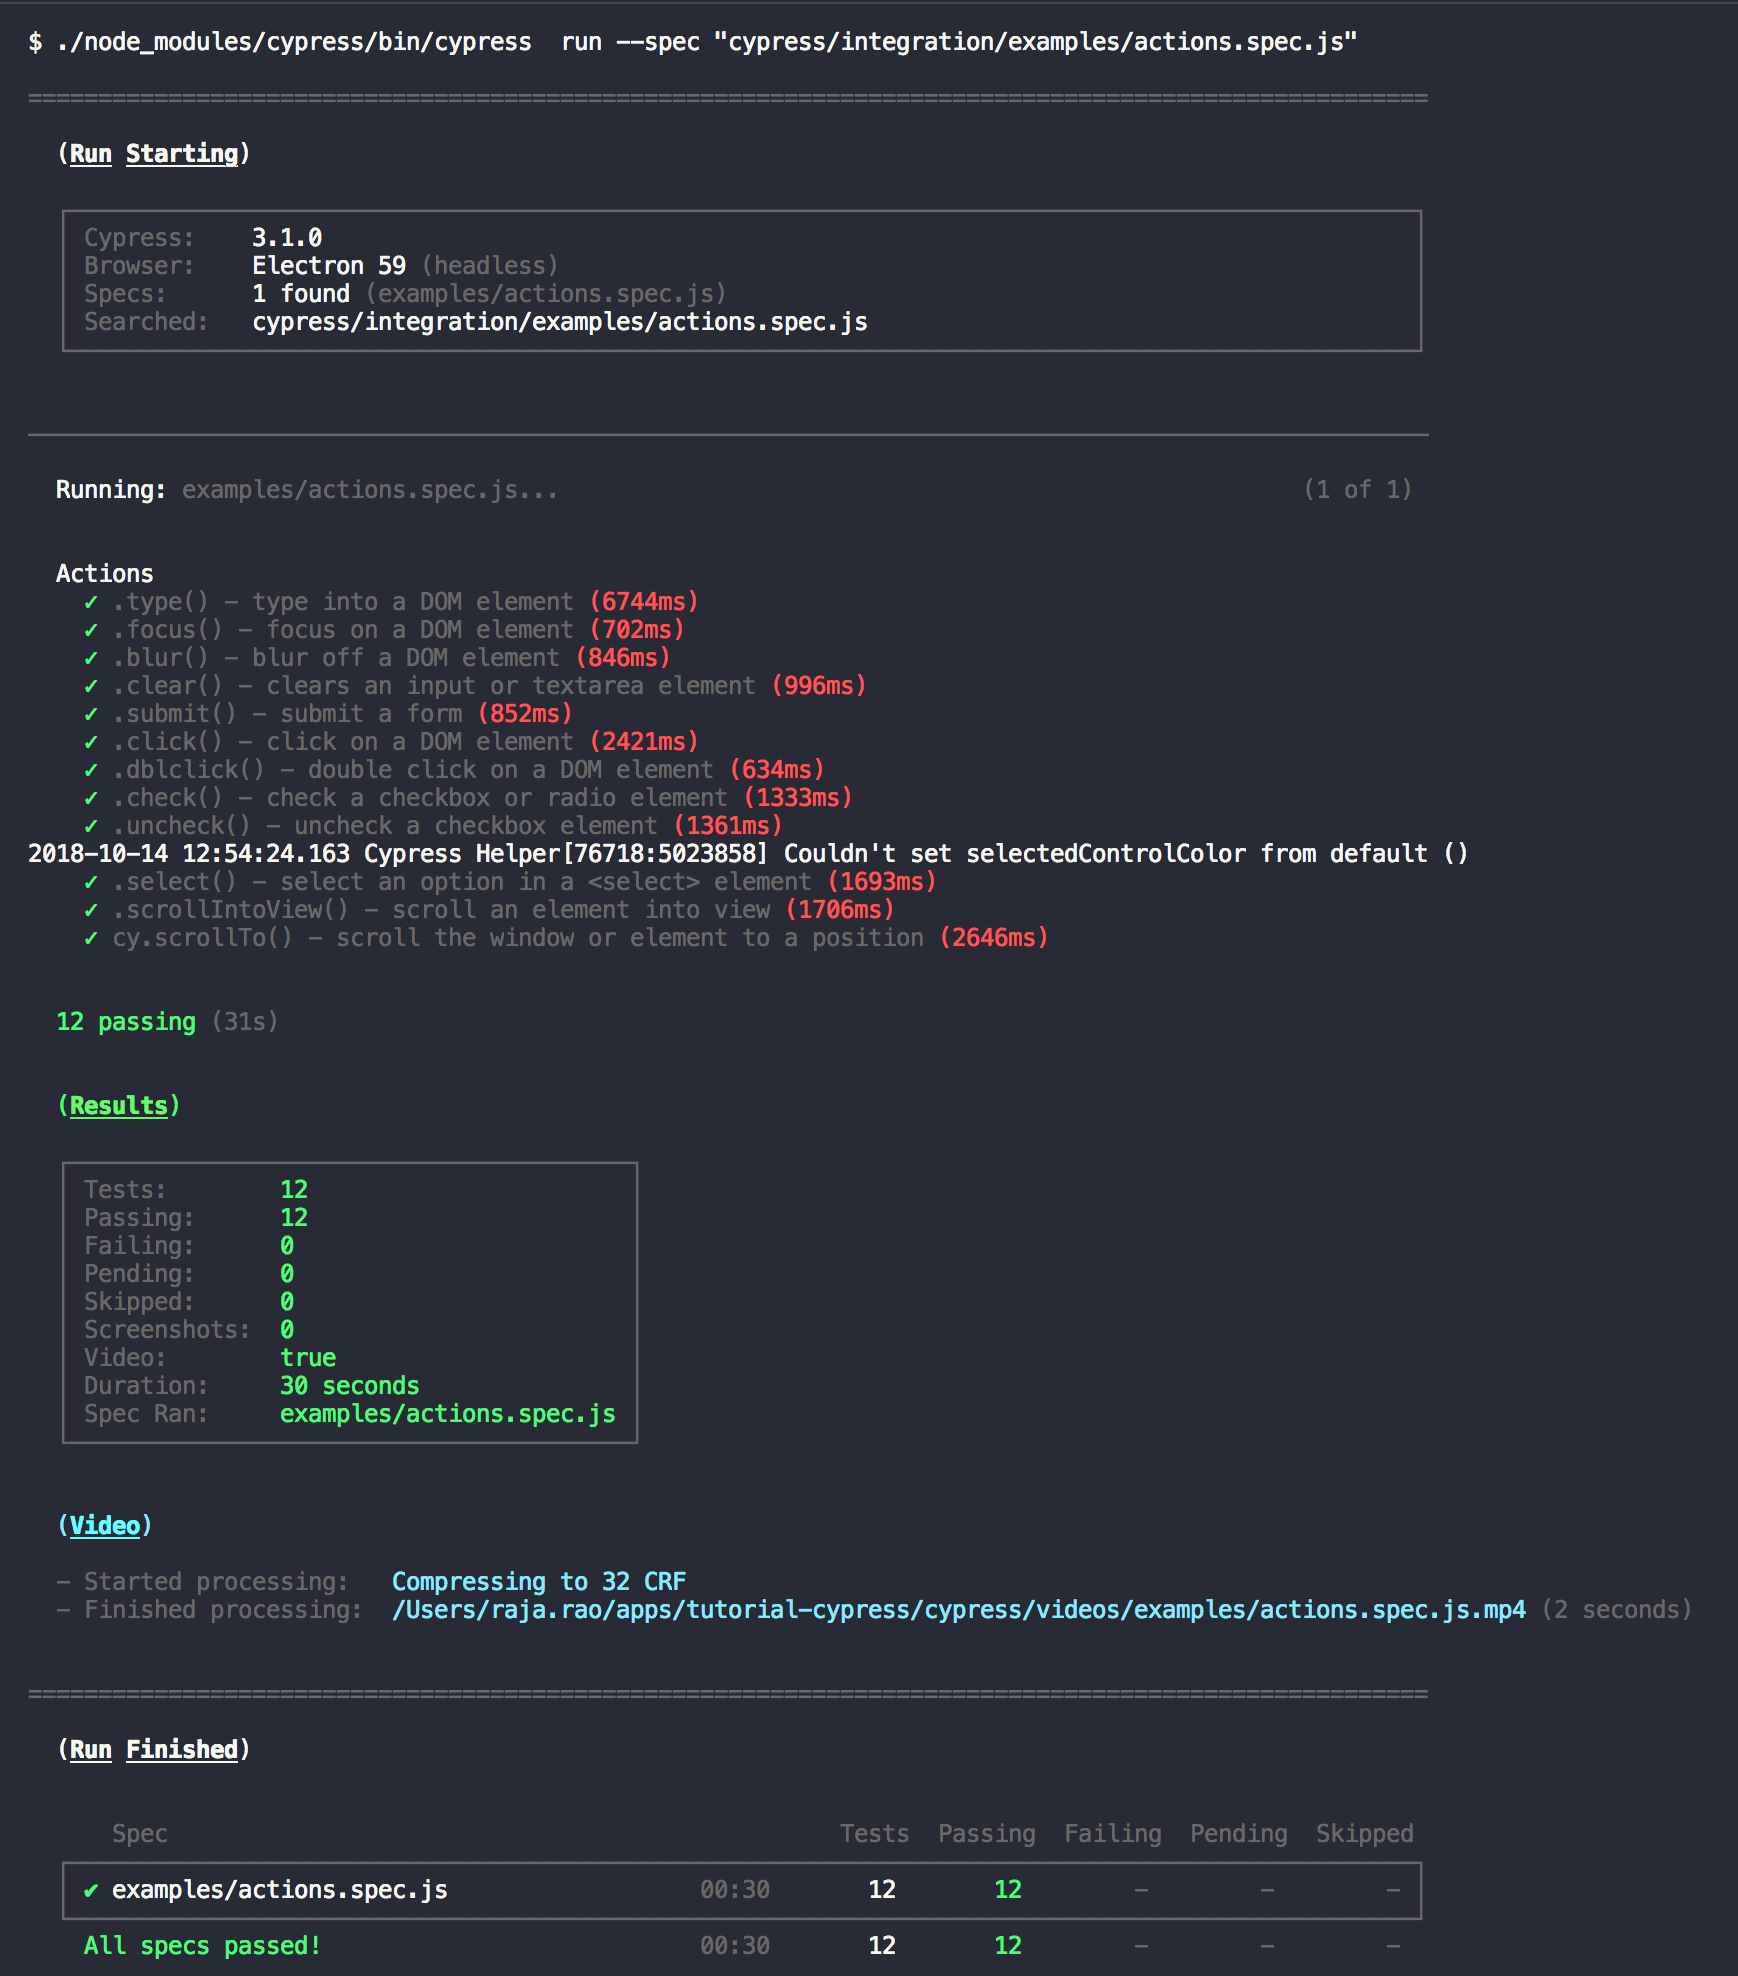 $ ./node_modules/cypress/bin/cypress  run --spec "cypress/integration/examples/actions.spec.js"
====================================================================================================
(Run Starting)
Cypress:    3.1.0
Browser:    Electron 59 (headless)
Specs:      1 found (examples/actions.spec.js)
Searched:   cypress/integration/examples/actions.spec.js
Running: examples/actions.spec.js... (1 of 1)
Actions
✓ .type() - type into a DOM element (6744ms)
✓ .focus() - focus on a DOM element (702ms)
✓ .blur() - blur off a DOM element (846ms)
✓ .clear() - clears an input or textarea element (996ms)
✓ .submit() - submit a form (852ms)
✓ .click() - click on a DOM element (2421ms)
✓ .dblclick() - double click on a DOM element (634ms)
✓ .check() - check a checkbox or radio element (1333ms)
✓ .uncheck() - uncheck a checkbox element (1361ms)
2018-10-14 12:54:24.163 Cypress Helper[76718:5023858] Couldn't set selectedControlColor from default ()
✓ .select() - select an option in a <select> element (1693ms)
✓ .scrollIntoView() - scroll an element into view (1706ms)
✓ cy.scrollTo() - scroll the window or element to a position (2646ms)
12 passing (31s)
(Results)
Tests:        12
Passing:      12
Failing:      0
Pending:      0
Skipped:      0
Screenshots:  0
Video:        true
Duration:     30 seconds
Spec Ran:     examples/actions.spec.js
(Video)
- Started processing:   Compressing to 32 CRF
- Finished processing:  /Users/raja.rao/apps/tutorial-cypress/cypress/videos/examples/actions.spec.js.mp4 (2 seconds)
====================================================================================================
(Run Finished)
Spec  Tests  Passing  Failing  Pending  Skipped
✔ examples/actions.spec.js  00:30  12  12  -  -  -
All specs passed!  00:30  12  12  -  -  -